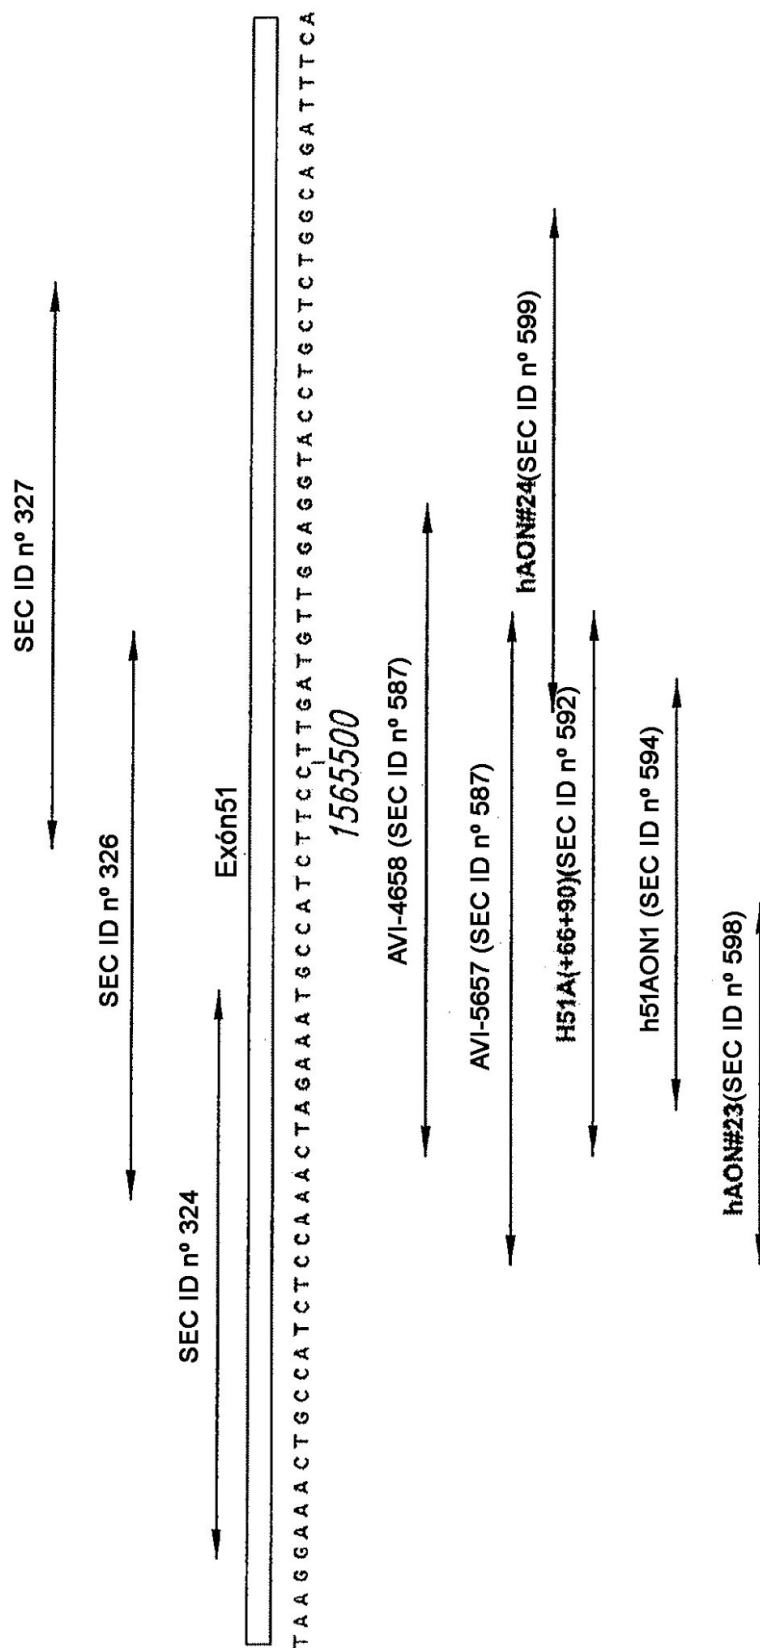 SEC ID nº 327
SEC ID nº 326
SEC ID nº 324
Exón51
TAAGGAAACTGCCATCTCCAAACTAGAAATGCCATCTTCCTTGATGTTGGAGGTACCTGCTCTGGCAGATTTCA
1565500
AVI-4658 (SEC ID nº 587)
AVI-5657 (SEC ID nº 587)
hAON#24(SEC ID nº 599)
H51A(+66+90)(SEC ID nº 592)
h51AON1 (SEC ID nº 594)
hAON#23(SEC ID nº 598)